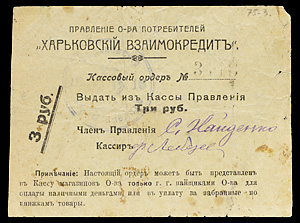 ПРАВЛЕНІЕ О-ВА ПОТРЕБИТЕЛЕЙ
„ХАРЬКОВСКІЙ ВЗАИМОКРЕДИТЪ“.
Кассовый ордеръ №
Выдать изъ Кассы Правленія
Три руб.
3 руб.
Членъ Правленія
Кассиръ
Примѣчаніе: Настоящій ордеръ можетъ быть представленъ
въ Кассу магазиновъ О-ва только г. г. пайщиками О-ва для
оплаты наличными деньгами, или въ уплату за забранные по
книжкамъ товары.